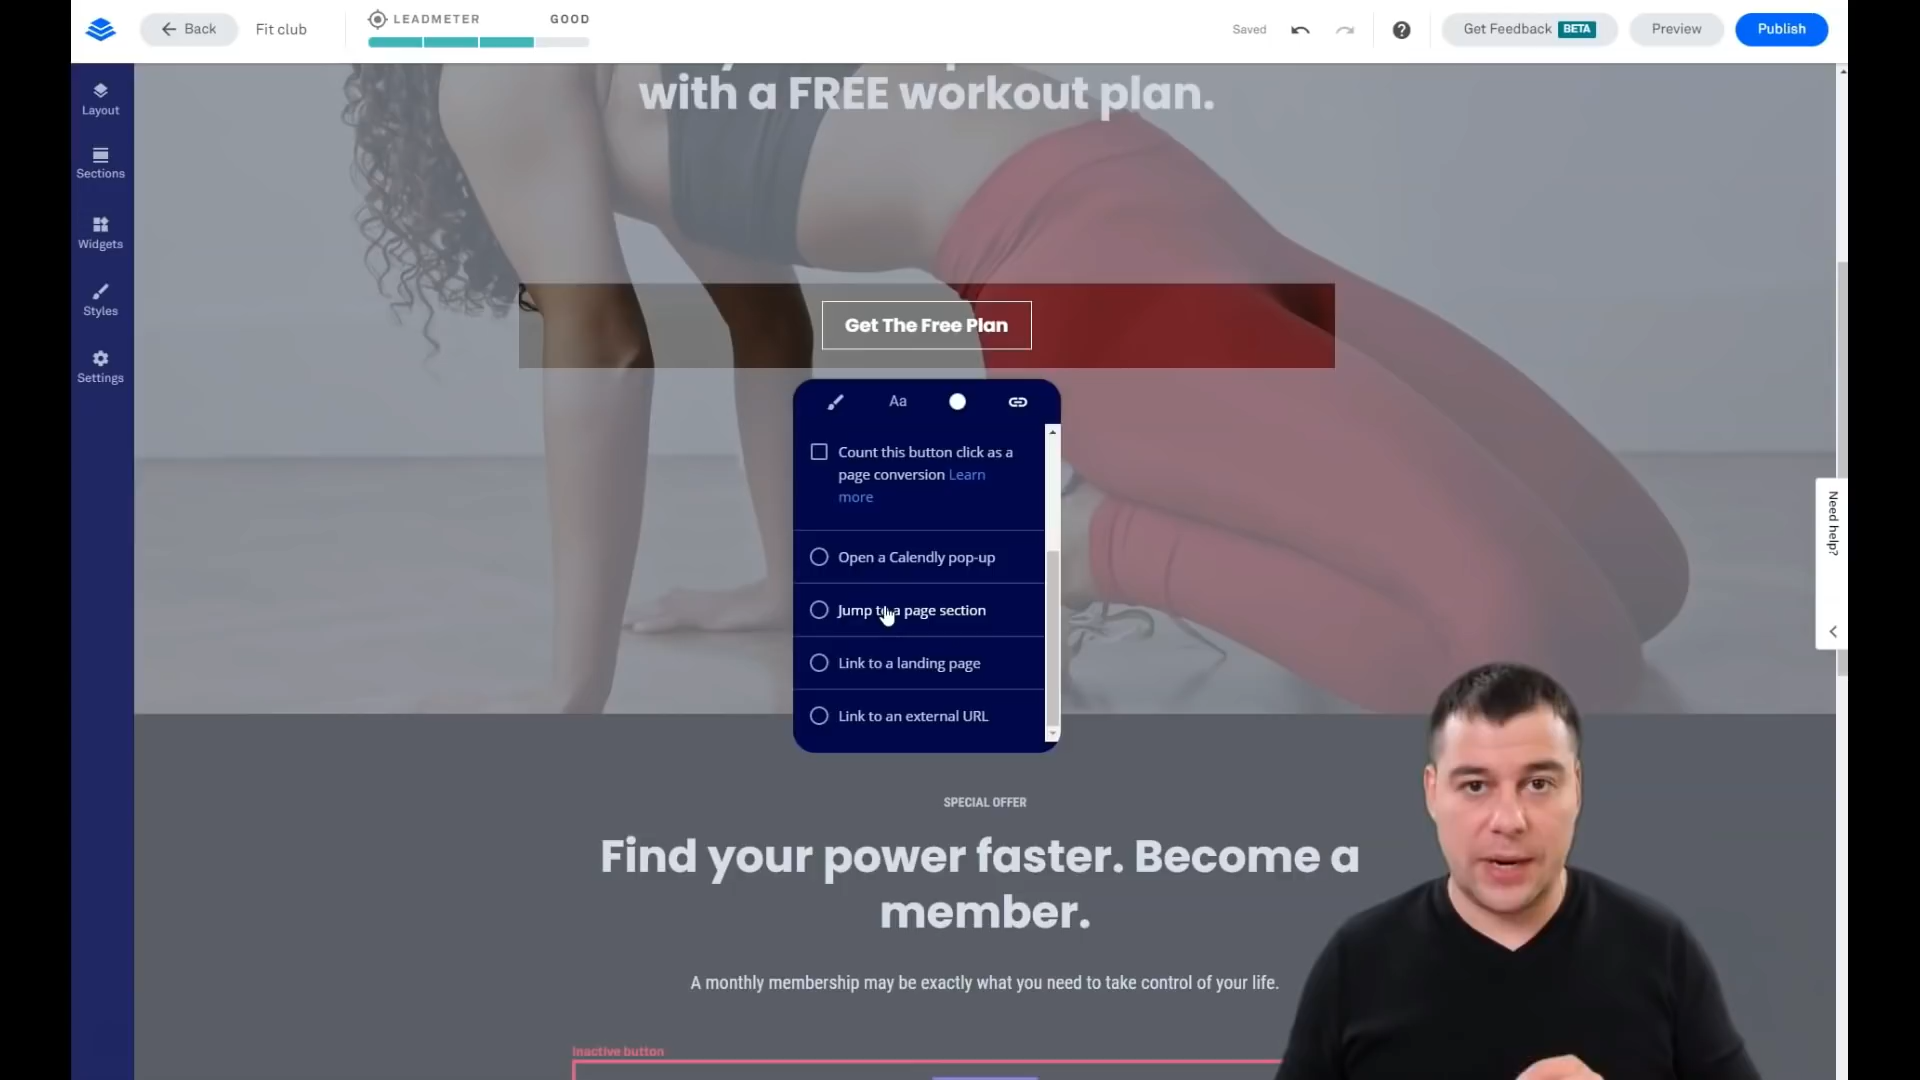 Back
Fit club
LEADMETER
GOOD
Saved
?
Get Feedback BETA
Preview
Publish
Layout
Sections
Widgets
Styles
Settings
with a FREE workout plan.
Get The Free Plan
Aa
Count this button click as a
page conversion Learn
more
Open a Calendly pop-up
Jump to a page section
Link to a landing page
Link to an external URL
Need help?
SPECIAL OFFER
Find your power faster. Become a
member.
A monthly membership may be exactly what you need to take control of your life.
Inactive button